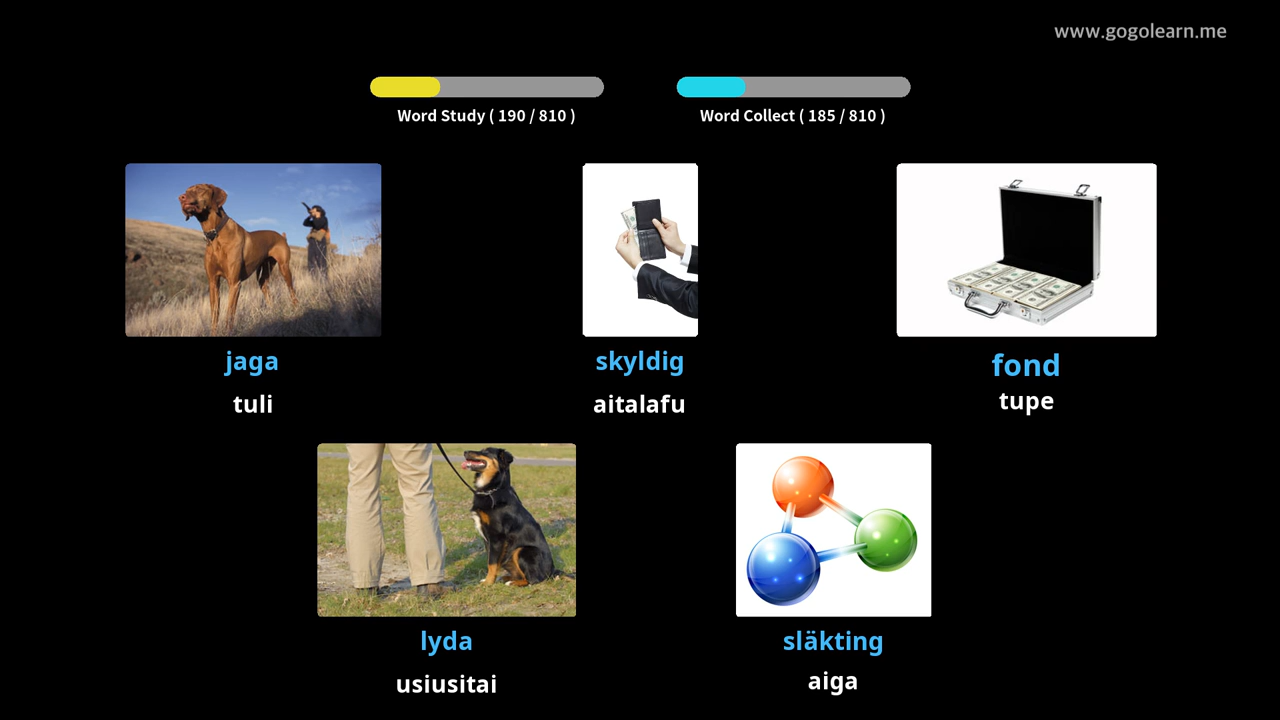 www.gogolearn.me
Word Study ( 190 / 810 )
Word Collect ( 185 / 810 )
jaga
tuli
skyldig
aitalafu
fond
tupe
lyda
usiusitai
släkting
aiga